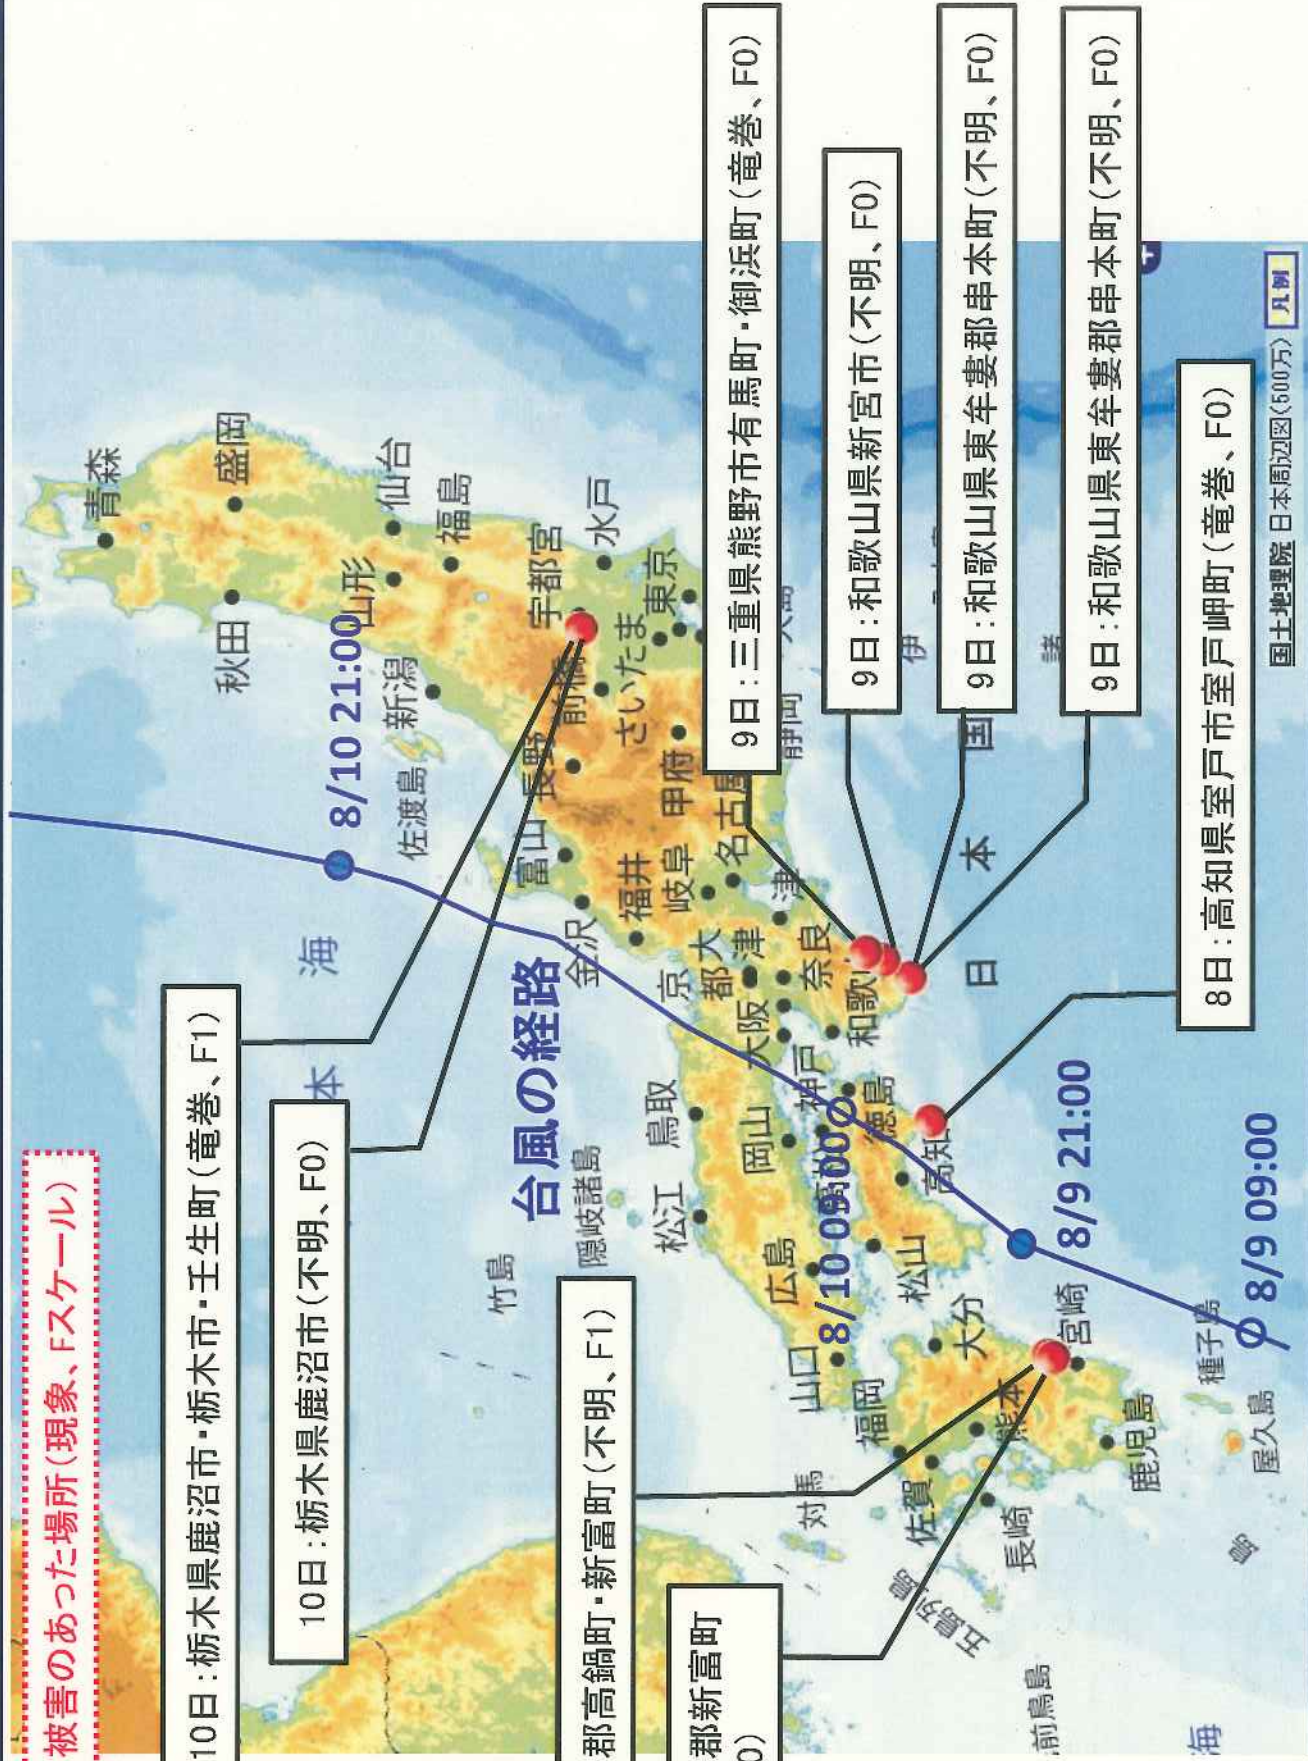 被害のあった場所(現象、Fスケール)
10日:栃木県鹿沼市・栃木市・壬生町(竜巻、F1)
10日:栃木県鹿沼市(不明、F0)
郡高鍋町・新富町(不明、F1)
郡新富町
0)
9日:三重県熊野市有馬町・御浜町(竜巻、F0)
9日:和歌山県新宮市(不明、F0)
9日:和歌山県東牟婁郡串本町(不明、F0)
9日:和歌山県東牟婁郡串本町(不明、F0)
8日:高知県室戸市室戸岬町(竜巻、F0)
台風の経路
8/10 21:00
8/10 09:00
8/9 21:00
8/9 09:00
青森
盛岡
秋田
仙台
山形
福島
新潟
佐渡島
宇都宮
水戸
前橋
さいたま
東京
長野
甲府
富山
金沢
福井
岐阜
名古屋
静岡
津
大津
京都
奈良
大阪
和歌
神戸
鳥取
岡山
松江
隠岐諸島
竹島
広島
山口
徳島
高知
松山
福岡
大分
佐賀
熊本
長崎
宮崎
鹿児島
対馬
五島列島
種子島
屋久島
前鳥島
本
海
日
本
国
伊
諸
島
海
国土地理院 日本周辺図(500万)
凡例